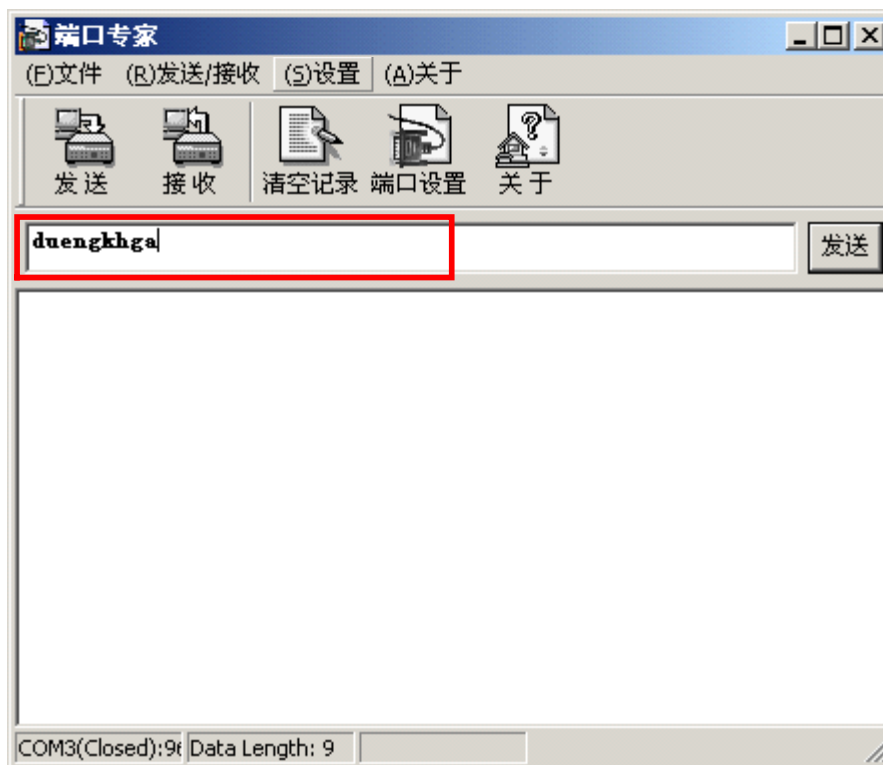 端口专家
(F)文件 (R)发送/接收 (S)设置 (A)关于
发送 接收 清空记录 端口设置 关于
duengkhga 发送
COM3(Closed):96 Data Length: 9